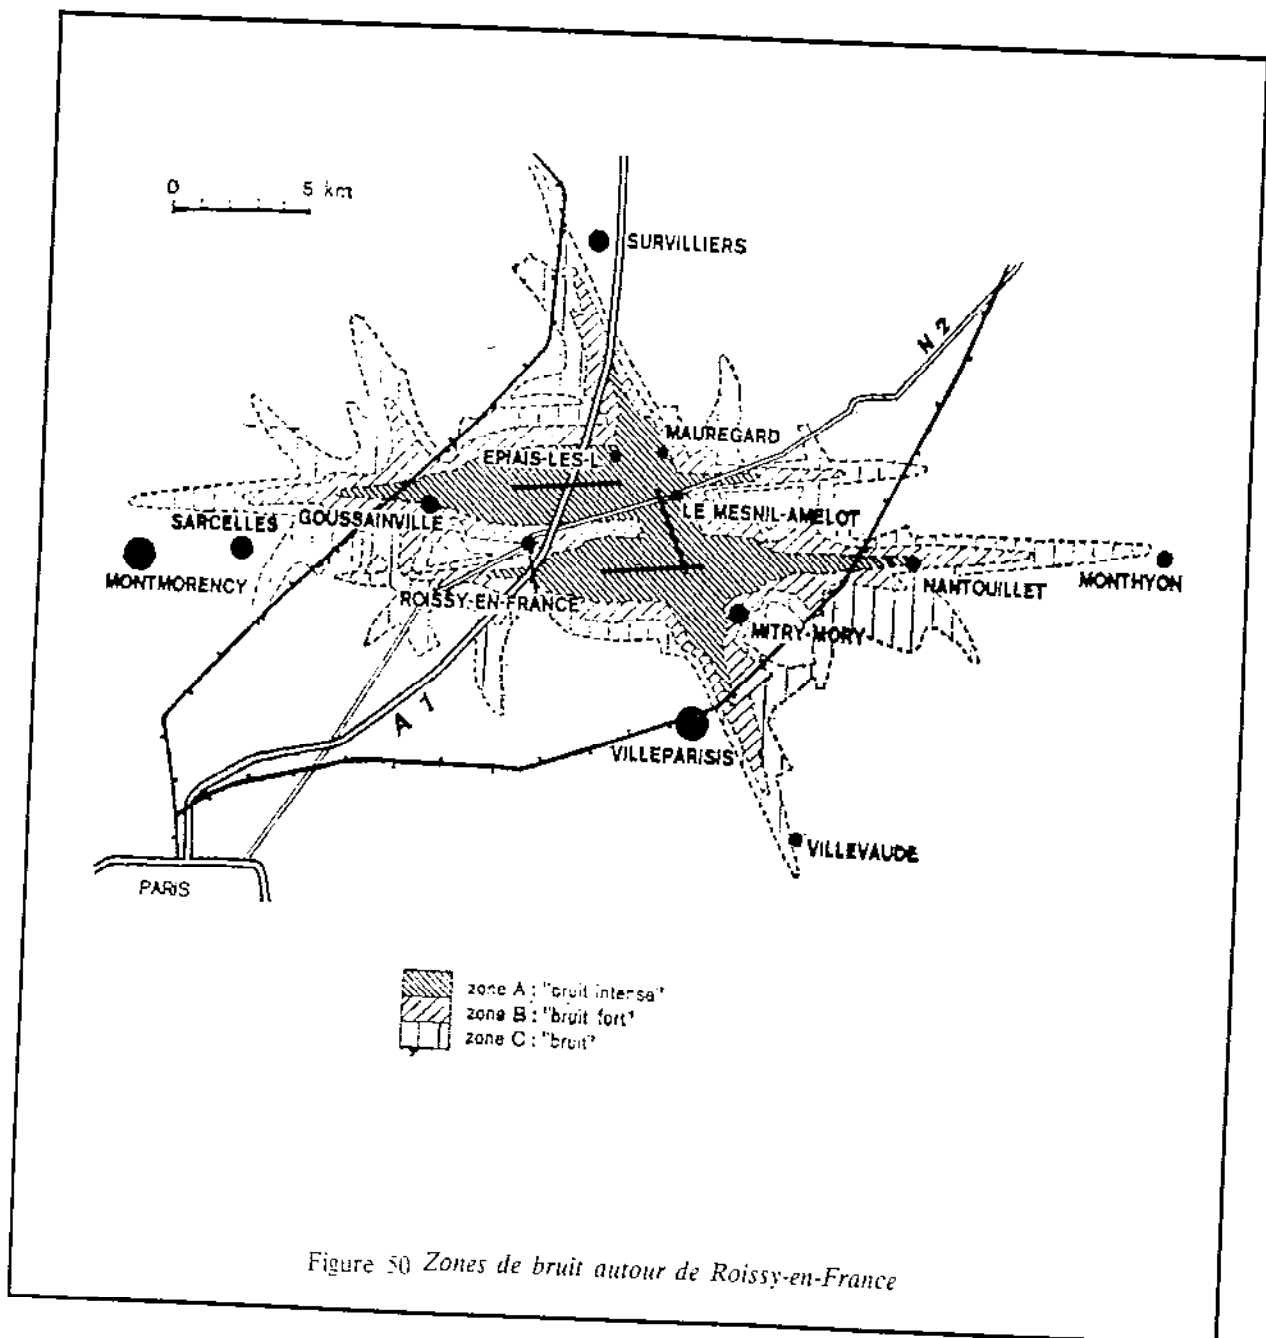 0 5 km
SURVILLIERS
N 2
MAUREGARD
EPIAIS-LES-L
LE MESNIL-AMELOT
SARCELLES
GOUSSAINVILLE
MONTMORENCY
ROISSY-EN-FRANCE
NANTOUILLET
MONTHYON
MITRY-MORY
A 1
VILLEPARISIS
VILLEVAUDE
PARIS
zone A : "bruit intense"
zone B : "bruit fort"
zone C : "bruit"
Figure 50 Zones de bruit autour de Roissy-en-France